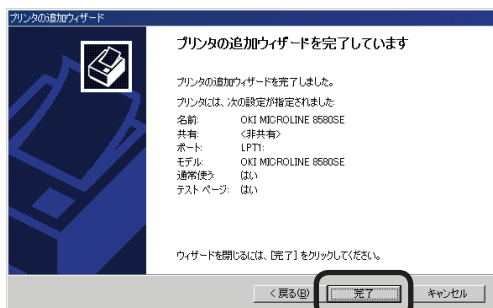 プリンタの追加ウィザード
プリンタの追加ウィザードを完了しています
プリンタの追加ウィザードを完了しました。
プリンタには、次の設定が指定されました:
名前: OKI MICROLINE 8580SE
共有: <非共有>
ポート: LPT1:
モデル: OKI MICROLINE 8580SE
通常使う: はい
テスト ページ: はい
ウィザードを閉じるには、[完了] をクリックしてください。
< 戻る(B) 完了 キャンセル